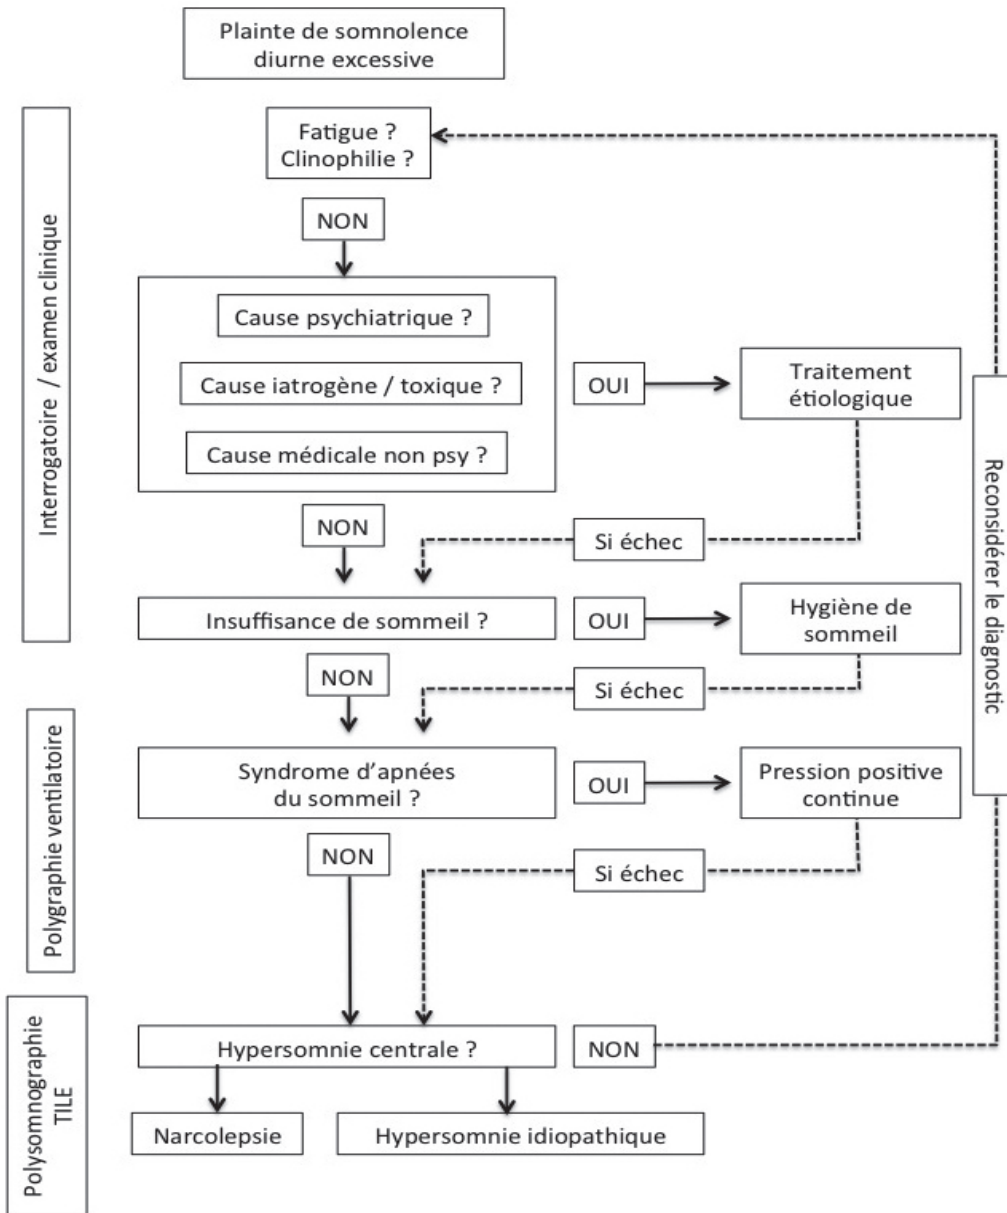 Plainte de somnolence
diurne excessive
Interrogatoire / examen clinique
Fatigue ?
Clinophilie ?
NON
Cause psychiatrique ?
Cause iatrogène / toxique ?
Cause médicale non psy ?
OUI
Traitement
étiologique
Reconsidérer le diagnostic
NON
Si échec
Insuffisance de sommeil ?
OUI
Hygiène de
sommeil
NON
Si échec
Polygraphie ventilatoire
Syndrome d'apnées
du sommeil ?
OUI
Pression positive
continue
NON
Si échec
Polysomnographie
TILE
Hypersomnie centrale ?
NON
Narcolepsie
Hypersomnie idiopathique